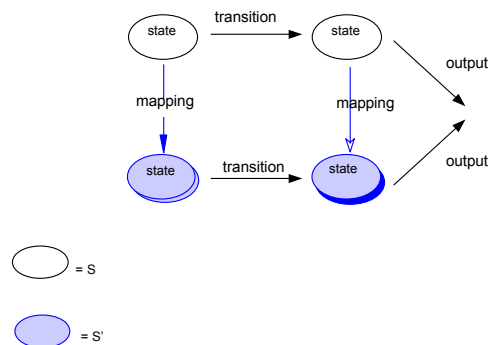 transition
state
state
output
mapping
mapping
state
transition
state
output
= S
= S'